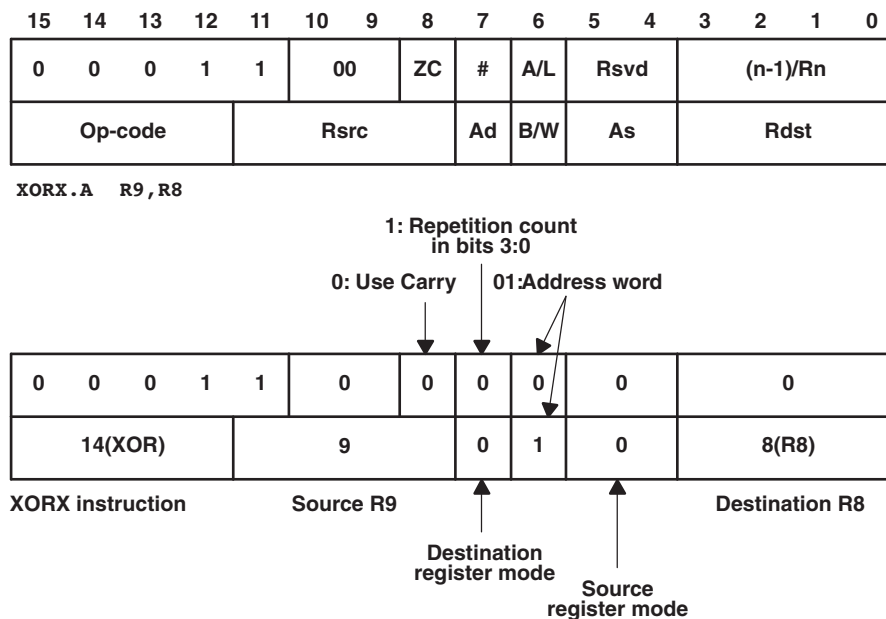 15 14 13 12 11 10 9 8 7 6 5 4 3 2 1 0
0 0 0 1 1 00 ZC # A/L Rsvd (n-1)/Rn
Op-code Rsrc Ad B/W As Rdst
XORX.A R9,R8
1: Repetition count
in bits 3:0
0: Use Carry 01:Address word
0 0 0 1 1 0 0 0 0 0 0
14(XOR) 9 0 1 0 8(R8)
XORX instruction Source R9 Destination R8
Destination
register mode
Source
register mode